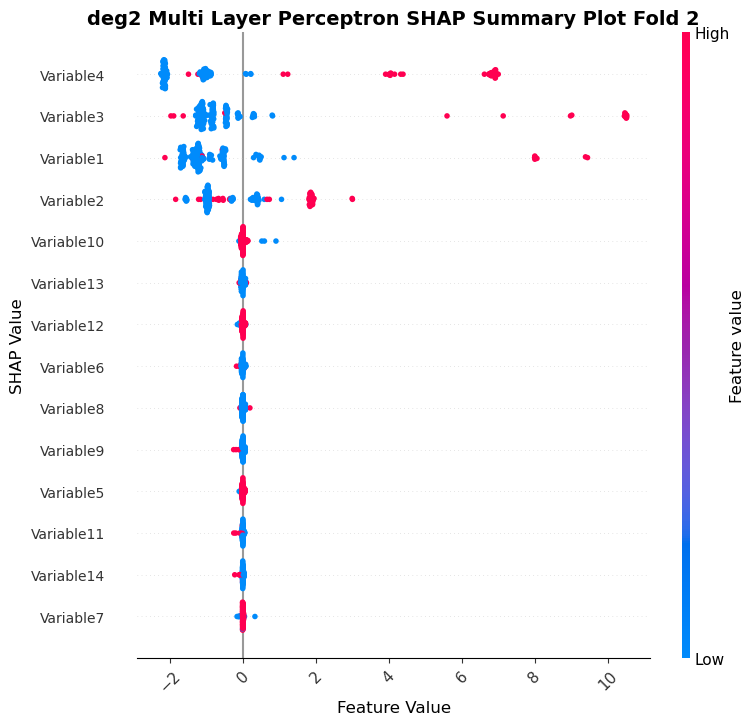 deg2 Multi Layer Perceptron SHAP Summary Plot Fold 2
High
Variable4
Variable3
Variable1
Variable2
Variable10
Variable13
Variable12
Variable6
Variable8
Variable9
Variable5
Variable11
Variable14
Variable7
SHAP Value
Feature value
Low
−2
0
2
4
6
8
10
Feature Value